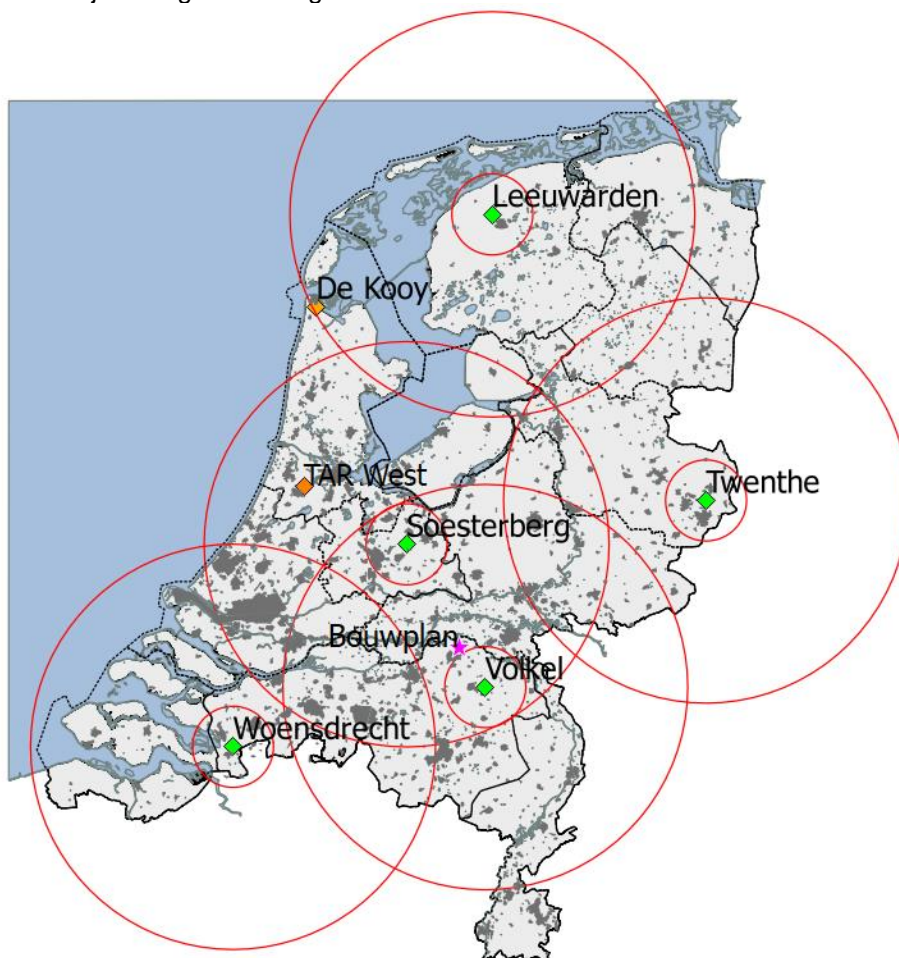 Leeuwarden
De Kooy
TAR West
Twenthe
Soesterberg
Bouwplan
Volkel
Woensdrecht